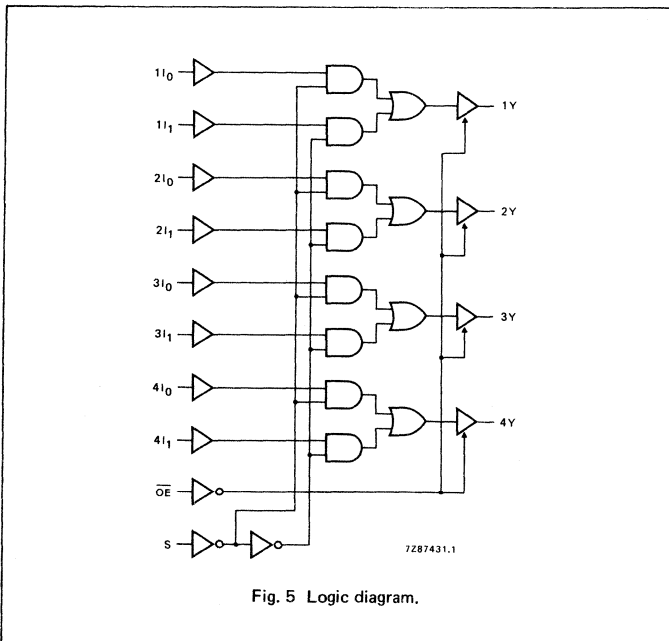 1I0
1Y
1I1
2I0
2Y
2I1
3I0
3Y
3I1
4I0
4Y
4I1
OE
S
7Z87431.1
Fig. 5 Logic diagram.